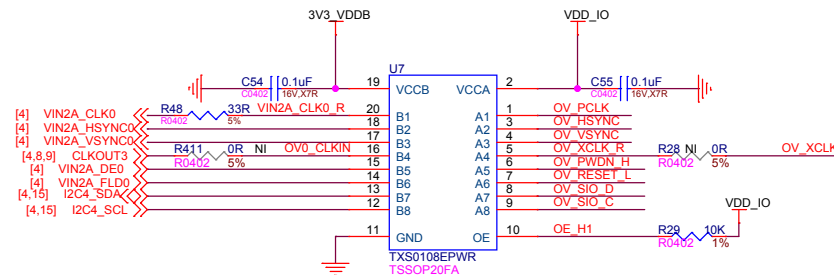 3V3_VDDB VDD_IO
U7
C54 0.1uF 19 VCCB VCCA 2 C55 0.1uF
C0402 16V,X7R C0402 16V,X7R
[4] VIN2A_CLK0 R48 33R VIN2A_CLK0_R 20 B1 A1 1 OV_PCLK
R0402 5%
[4] VIN2A_HSYNC0 18 B2 A2 3 OV_HSYNC
[4] VIN2A_VSYNC0 17 B3 A3 4 OV_VSYNC
[4,8,9] CLKOUT3 R411 0R NI OV0_CLKIN 16 B4 A4 5 OV_XCLK_R R28 NI 0R OV_XCLK
R0402 5% R0402 5%
[4] VIN2A_DE0 15 B5 A5 6 OV_PWDN_H
[4] VIN2A_FLD0 14 B6 A6 7 OV_RESET_L
[4,15] I2C4_SDA 13 B7 A7 8 OV_SIO_D
[4,15] I2C4_SCL 12 B8 A8 9 OV_SIO_C
VDD_IO
11 GND OE 10 OE_H1 R29 10K
R0402 1%
TXS0108EPWR
TSSOP20FA